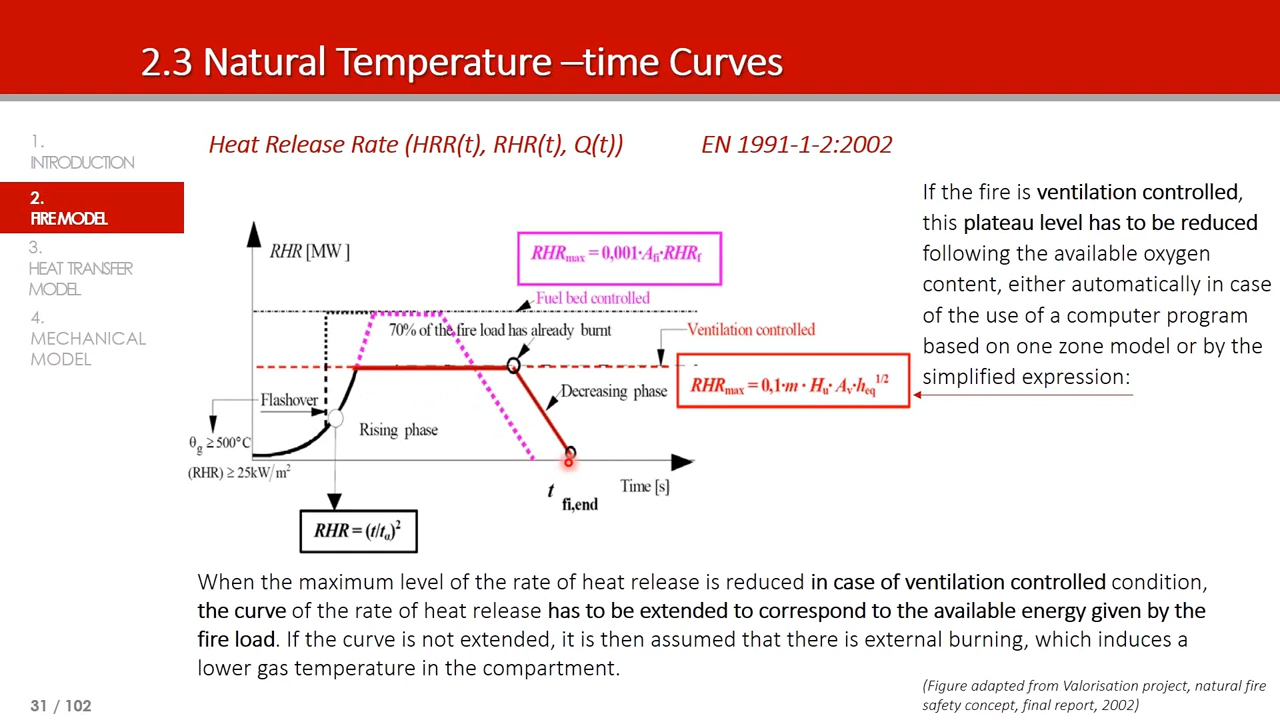 2.3 Natural Temperature –time Curves
1.
INTRODUCTION
2.
FIRE MODEL
3.
HEAT TRANSFER
MODEL
4.
MECHANICAL
MODEL
Heat Release Rate (HRR(t), RHR(t), Q(t)) EN 1991-1-2:2002
If the fire is ventilation controlled,
this plateau level has to be reduced
following the available oxygen
content, either automatically in case
of the use of a computer program
based on one zone model or by the
simplified expression:
RHR [MW]
RHRmax = 0,001·Afi·RHRf
Fuel bed controlled
70% of the fire load has already burnt
Ventilation controlled
RHRmax = 0,1·m · Hu· Av·heq^1/2
Decreasing phase
Flashover
Rising phase
θg ≥ 500°C
(RHR) ≥ 25kW/m²
t fi,end
Time [s]
RHR = (t/tα)²
When the maximum level of the rate of heat release is reduced in case of ventilation controlled condition,
the curve of the rate of heat release has to be extended to correspond to the available energy given by the
fire load. If the curve is not extended, it is then assumed that there is external burning, which induces a
lower gas temperature in the compartment.
(Figure adapted from Valorisation project, natural fire
safety concept, final report, 2002)
31 / 102